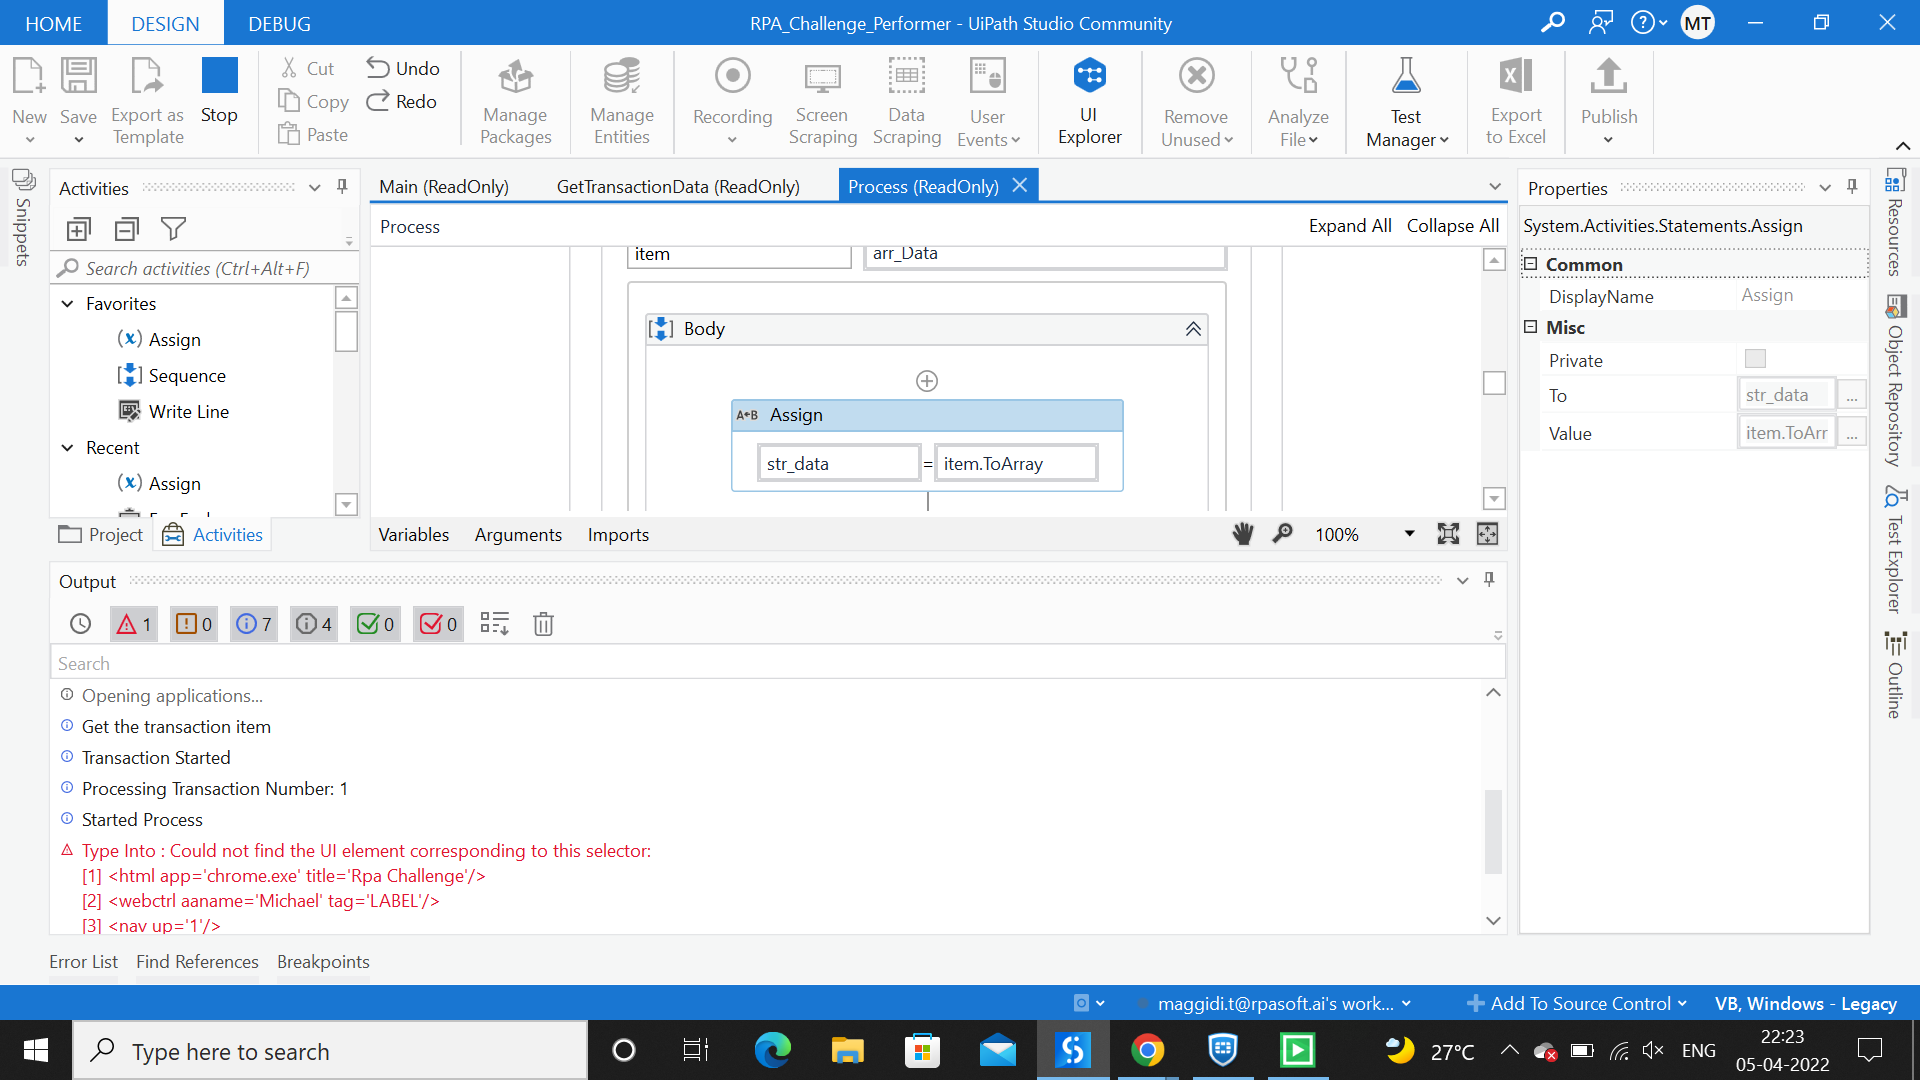 HOME
DESIGN
DEBUG
RPA_Challenge_Performer - UiPath Studio Community
MT
New
Save
Export as
Template
Stop
Cut
Copy
Paste
Undo
Redo
Manage
Packages
Manage
Entities
Recording
Screen
Scraping
Data
Scraping
User
Events
UI
Explorer
Remove
Unused
Analyze
File
Test
Manager
Export
to Excel
Publish
Snippets
Activities
Search activities (Ctrl+Alt+F)
Favorites
Assign
Sequence
Write Line
Recent
Assign
Project
Activities
Main (ReadOnly)
GetTransactionData (ReadOnly)
Process (ReadOnly)
Process
Expand All
Collapse All
item
arr_Data
Body
A←B Assign
str_data = item.ToArray
Variables
Arguments
Imports
100%
Properties
System.Activities.Statements.Assign
Common
DisplayName Assign
Misc
Private
To str_data ...
Value item.ToArr ...
Resources
Object Repository
Test Explorer
Outline
Output
1
0
7
4
0
0
Search
Opening applications...
Get the transaction item
Transaction Started
Processing Transaction Number: 1
Started Process
Type Into : Could not find the UI element corresponding to this selector:
[1] <html app='chrome.exe' title='Rpa Challenge'/>
[2] <webctrl aaname='Michael' tag='LABEL'/>
[3] <nav up='1'/>
Error List
Find References
Breakpoints
maggidi.t@rpasoft.ai's work...
Add To Source Control
VB, Windows - Legacy
Type here to search
27°C
ENG
22:23
05-04-2022